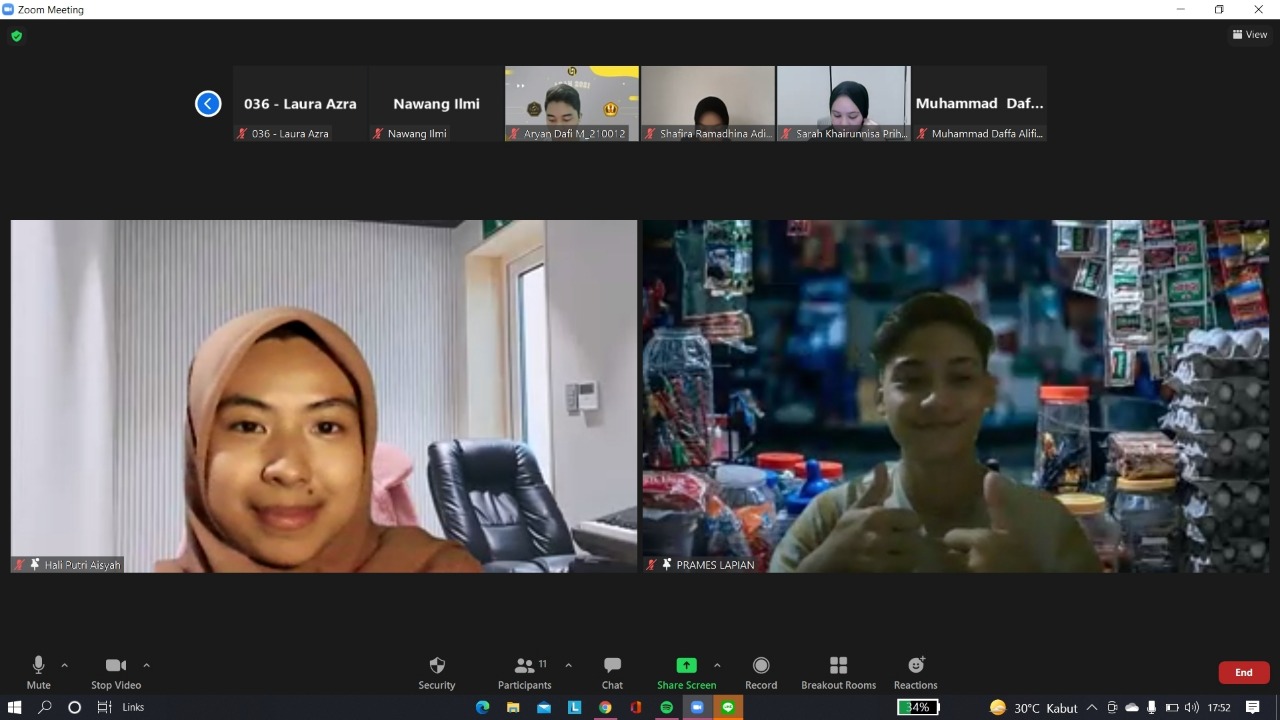 Zoom Meeting
View
036 - Laura Azra
Nawang Ilmi
Muhammad Daf...
036 - Laura Azra
Nawang Ilmi
Aryan Dafi M_210012
Shafira Ramadhina Adi...
Sarah Khairunnisa Prih...
Muhammad Daffa Alifi...
Hali Putri Aisyah
PRAMES LAPIAN
11
Mute
Stop Video
Security
Participants
Chat
Share Screen
Record
Breakout Rooms
Reactions
End
Links
34%
30°C Kabut
17:52